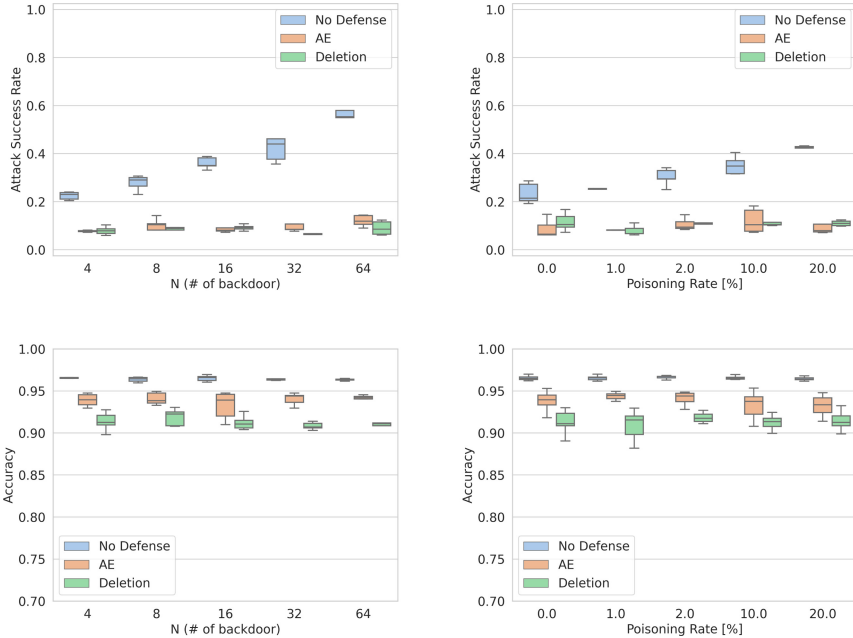 1.0
0.8
0.6
0.4
0.2
0.0
Attack Success Rate
No Defense
AE
Deletion
4 8 16 32 64
N (# of backdoor)
1.0
0.8
0.6
0.4
0.2
0.0
Attack Success Rate
No Defense
AE
Deletion
0.0 1.0 2.0 10.0 20.0
Poisoning Rate [%]
1.00
0.95
0.90
0.85
0.80
0.75
0.70
Accuracy
No Defense
AE
Deletion
4 8 16 32 64
N (# of backdoor)
1.00
0.95
0.90
0.85
0.80
0.75
0.70
Accuracy
No Defense
AE
Deletion
0.0 1.0 2.0 10.0 20.0
Poisoning Rate [%]